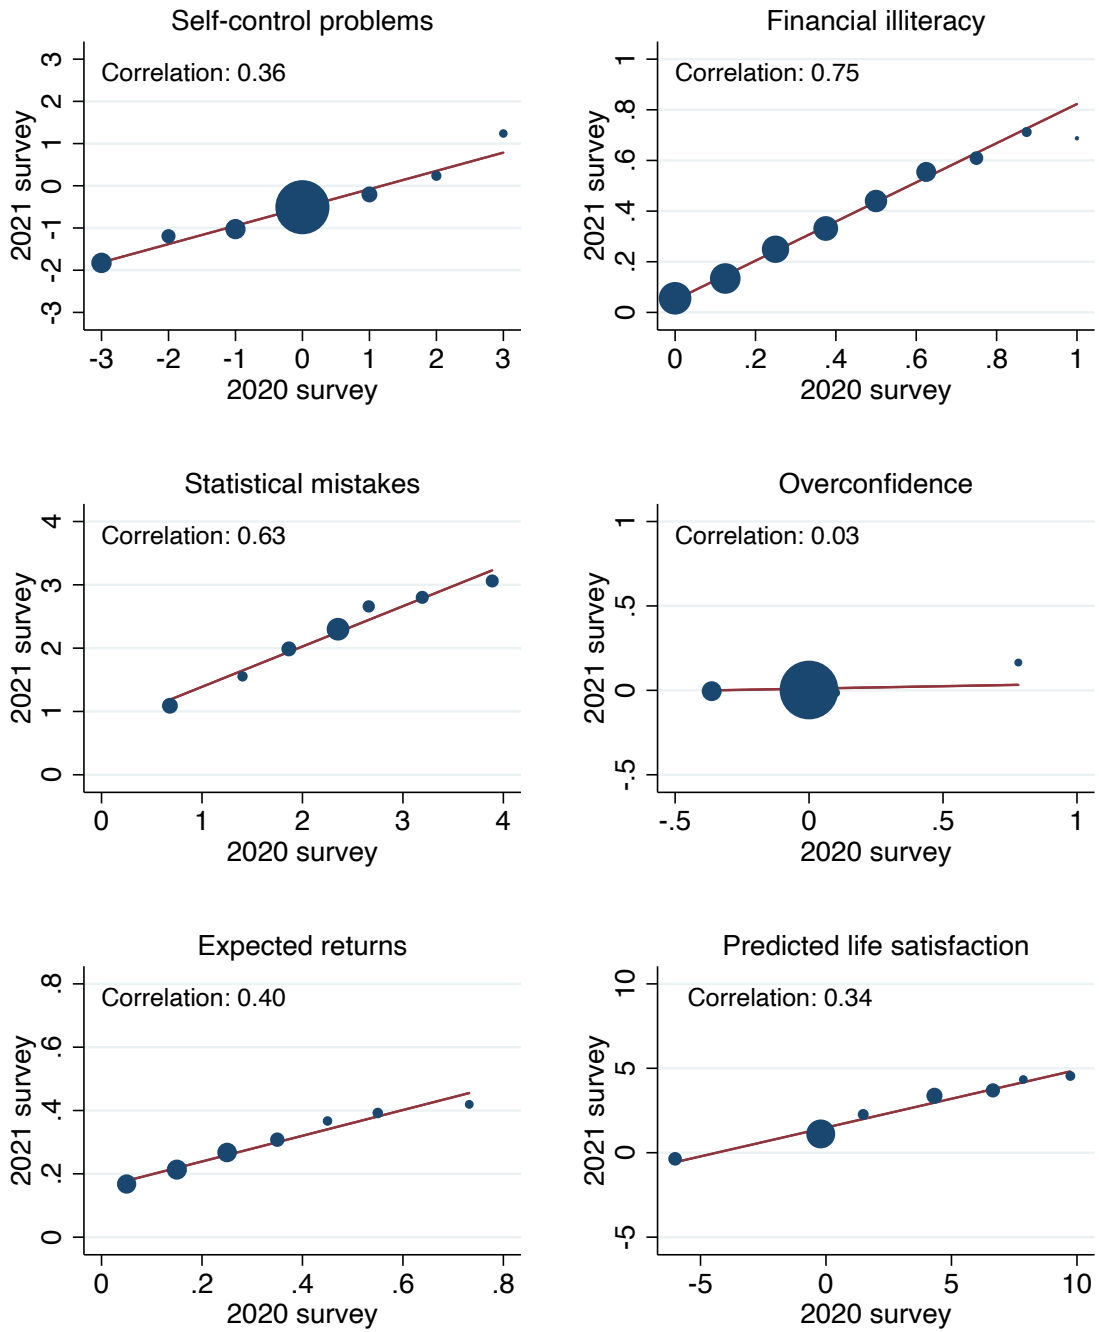 Self-control problems
Correlation: 0.36
2021 survey
3
2
1
0
-1
-2
-3
-3 -2 -1 0 1 2 3
2020 survey
Financial illiteracy
Correlation: 0.75
2021 survey
1
.8
.6
.4
.2
0
0 .2 .4 .6 .8 1
2020 survey
Statistical mistakes
Correlation: 0.63
2021 survey
4
3
2
1
0
0 1 2 3 4
2020 survey
Overconfidence
Correlation: 0.03
2021 survey
1
.5
0
-.5
-.5 0 .5 1
2020 survey
Expected returns
Correlation: 0.40
2021 survey
.8
.6
.4
.2
0
0 .2 .4 .6 .8
2020 survey
Predicted life satisfaction
Correlation: 0.34
2021 survey
10
5
0
-5
-5 0 5 10
2020 survey